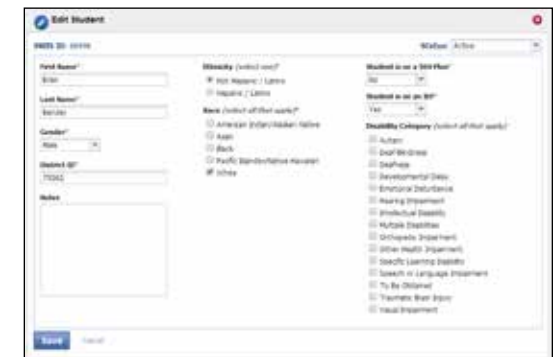 Edit Student
SWIS ID:
Status: Active
First Name*
Brian
Last Name*
Gender*
Male
District ID*
Notes
Ethnicity (select one)*
Not Hispanic / Latino
Hispanic / Latino
Race (select all that apply)*
American Indian/Alaskan Native
Asian
Black
Pacific Islander/Native Hawaiian
White
Student is on a 504 Plan*
No
Student is on an IEP*
Yes
Disability Category (select all that apply)*
Autism
Deaf-Blindness
Deafness
Developmental Delay
Emotional Disturbance
Hearing Impairment
Intellectual Disability
Multiple Disabilities
Orthopedic Impairment
Other Health Impairment
Specific Learning Disability
Speech or Language Impairment
To Be Obtained
Traumatic Brain Injury
Visual Impairment
Save
Cancel